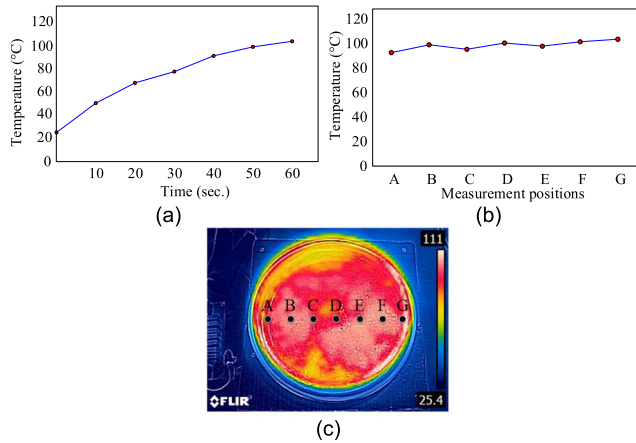 120
100
80
60
40
20
0
Temperature (°C)
10 20 30 40 50 60
Time (sec.)
(a)
120
100
80
60
40
20
0
Temperature (°C)
A B C D E F G
Measurement positions
(b)
111
A B C D E F G
25.4
FLIR
(c)